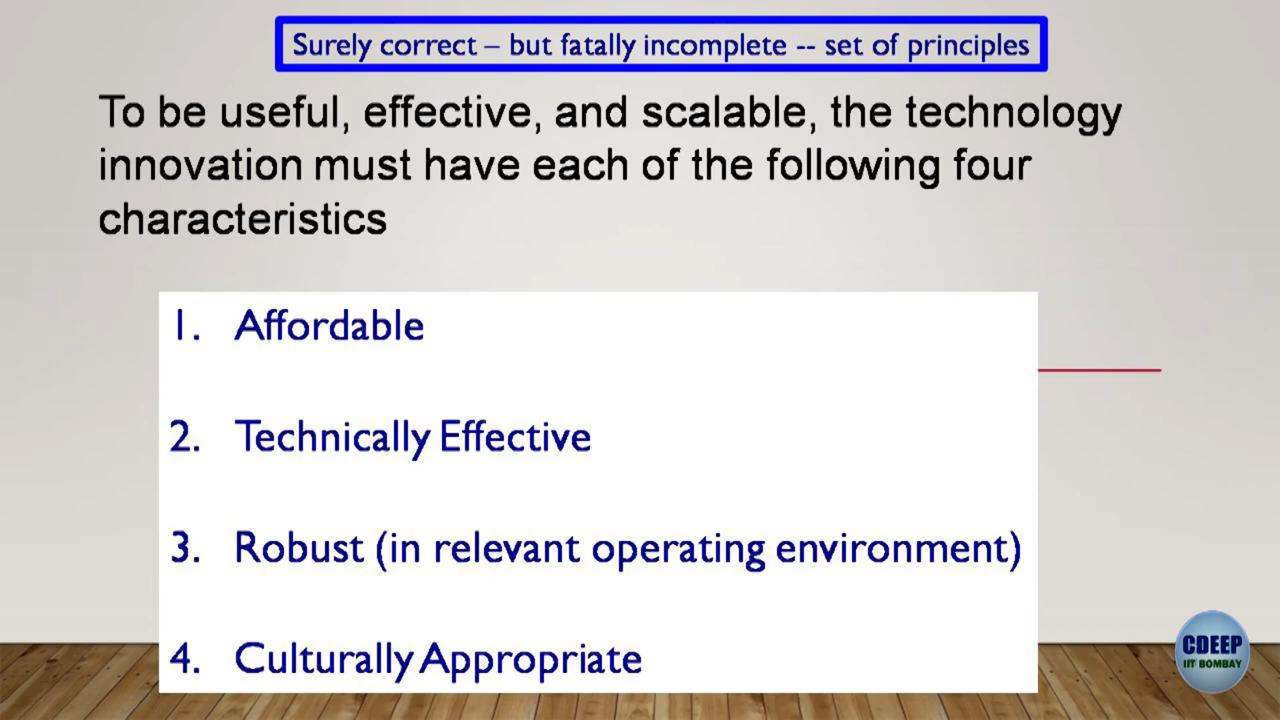 Surely correct – but fatally incomplete -- set of principles
To be useful, effective, and scalable, the technology
innovation must have each of the following four
characteristics
1. Affordable
2. Technically Effective
3. Robust (in relevant operating environment)
4. Culturally Appropriate
CDEEP
IIT BOMBAY